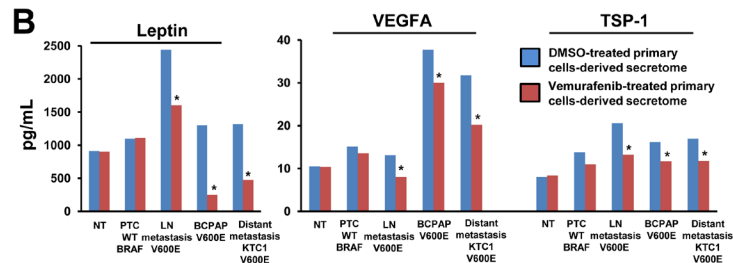 B
Leptin
VEGFA
TSP-1
pg/mL
2500
2000
1500
1000
500
0
*
*
*
NT
PTC
WT
BRAF
LN
metastasis
V600E
BCPAP
V600E
Distant
metastasis
KTC1
V600E
40
30
20
10
0
*
*
*
NT
PTC
WT
BRAF
LN
metastasis
V600E
BCPAP
V600E
Distant
metastasis
KTC1
V600E
DMSO-treated primary
cells-derived secretome
Vemurafenib-treated primary
cells-derived secretome
*
*
*
NT
PTC
WT
BRAF
LN
metastasis
V600E
BCPAP
V600E
Distant
metastasis
KTC1
V600E